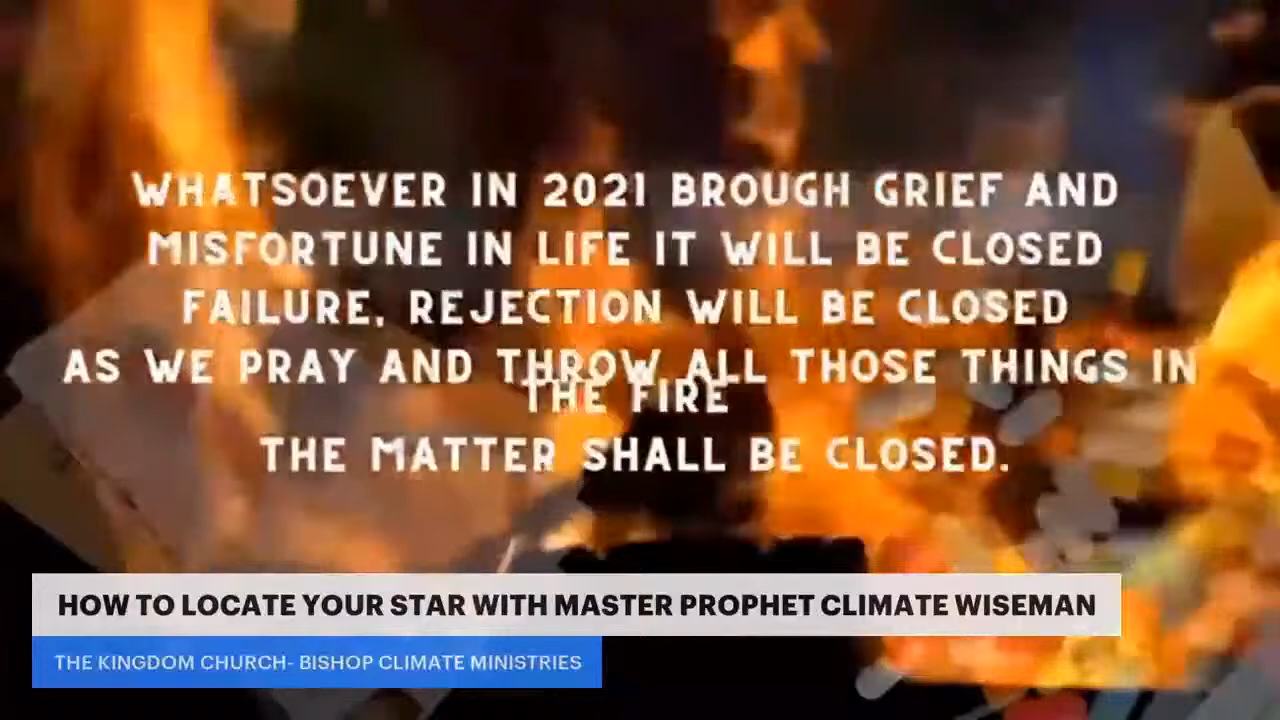 WHATSOEVER IN 2021 BROUGH GRIEF AND
MISFORTUNE IN LIFE IT WILL BE CLOSED
FAILURE, REJECTION WILL BE CLOSED
AS WE PRAY AND THROW ALL THOSE THINGS IN
THE FIRE
THE MATTER SHALL BE CLOSED.
HOW TO LOCATE YOUR STAR WITH MASTER PROPHET CLIMATE WISEMAN
THE KINGDOM CHURCH- BISHOP CLIMATE MINISTRIES